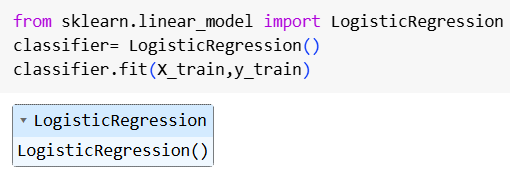 from sklearn.linear_model import LogisticRegression
classifier= LogisticRegression()
classifier.fit(X_train,y_train)
▾ LogisticRegression
LogisticRegression()